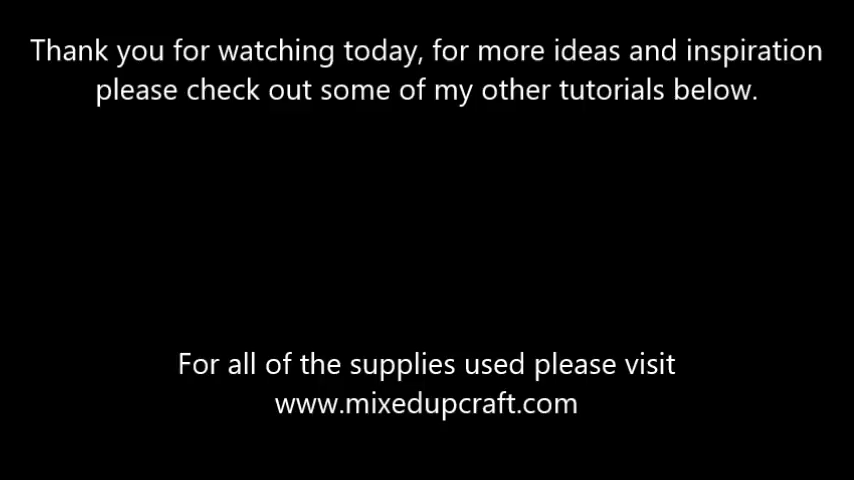 Thank you for watching today, for more ideas and inspiration
please check out some of my other tutorials below.
For all of the supplies used please visit
www.mixedupcraft.com